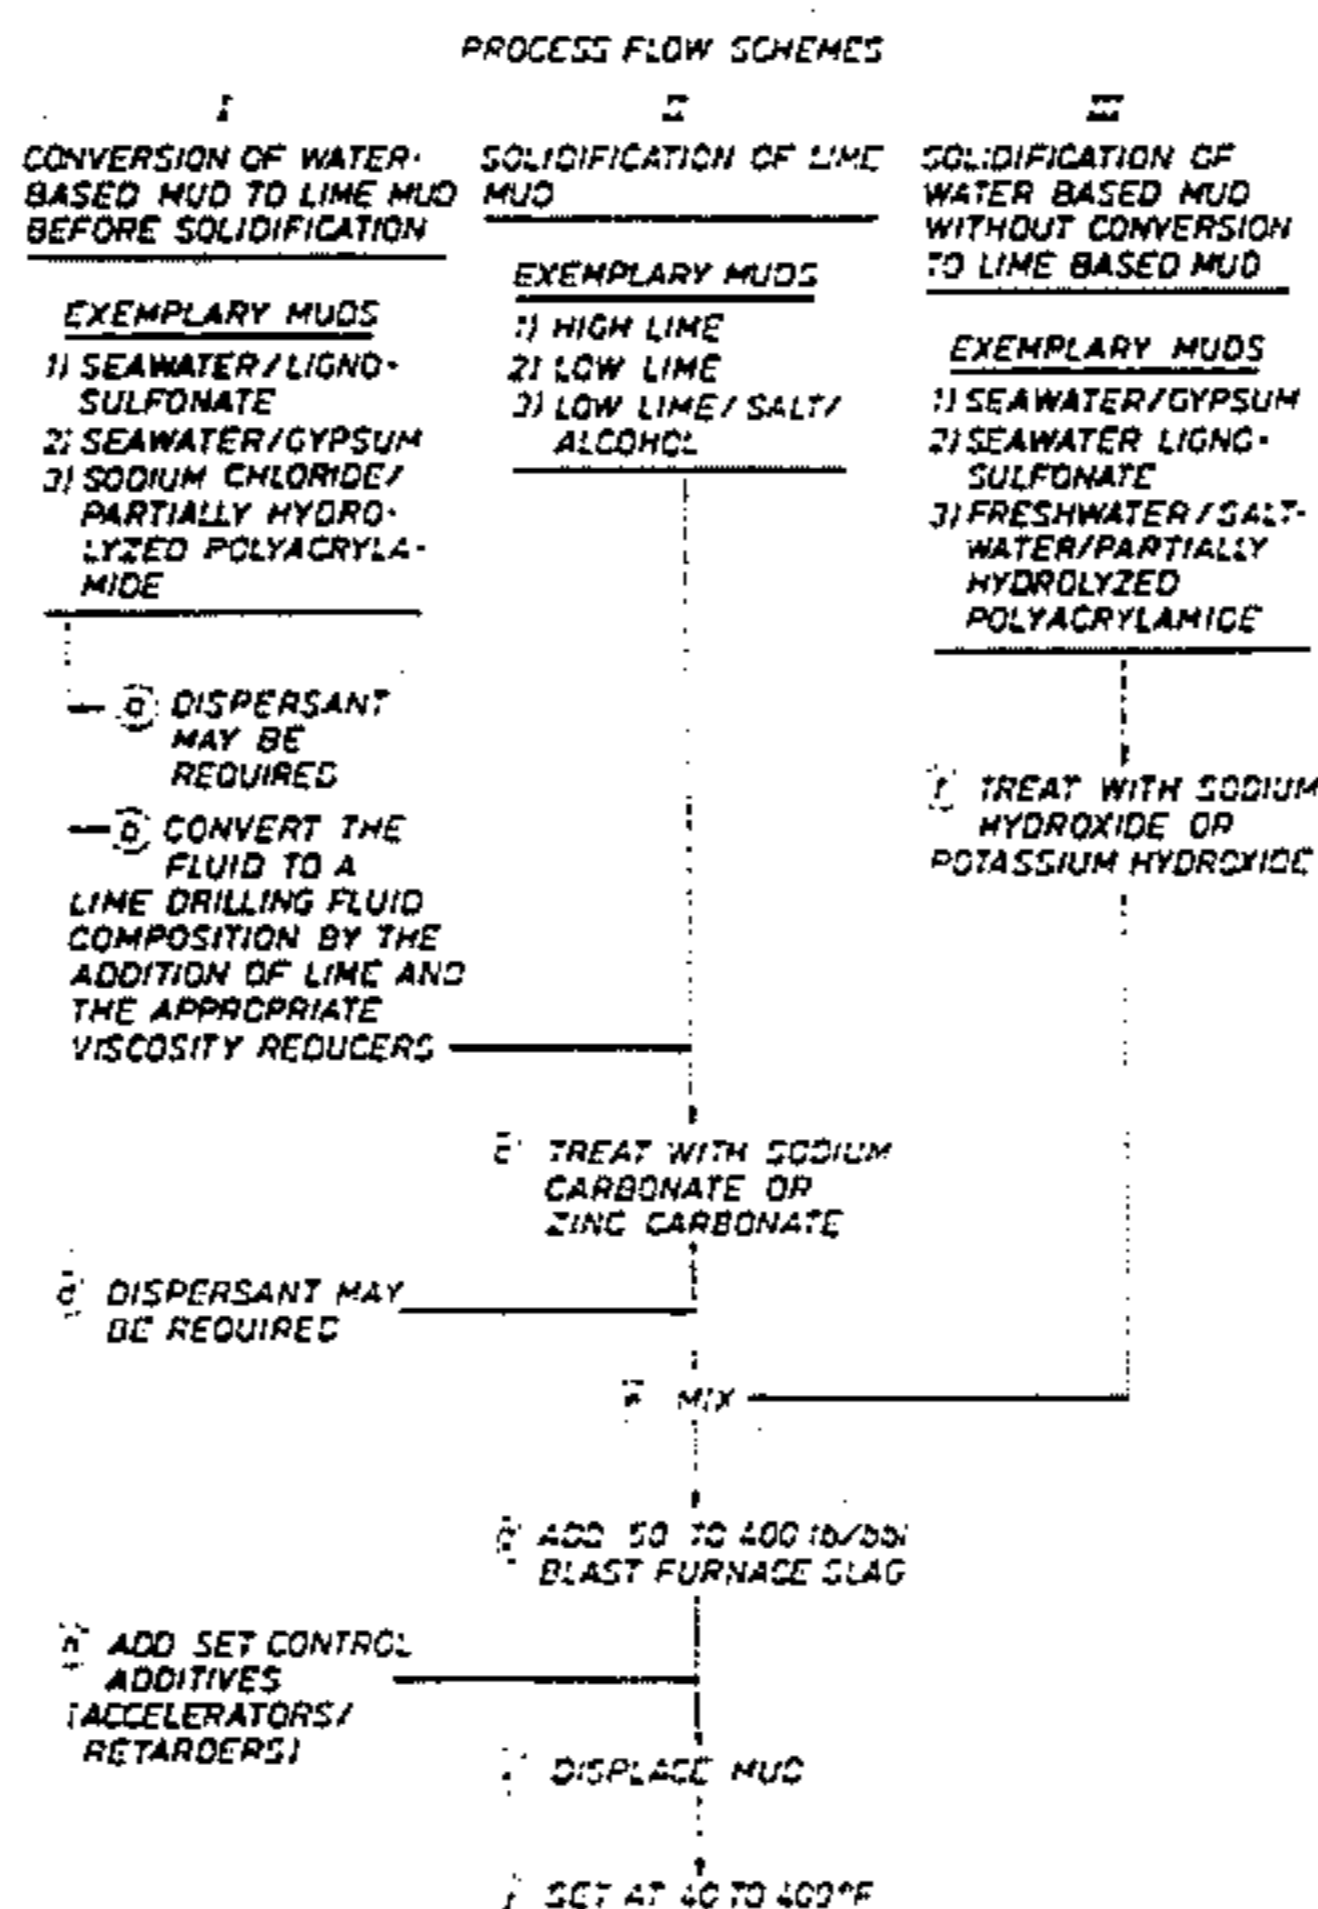 PROCESS FLOW SCHEMES
I
CONVERSION OF WATER-
BASED MUD TO LIME MUD
BEFORE SOLIDIFICATION
EXEMPLARY MUDS
1) SEAWATER/LIGNO-
SULFONATE
2) SEAWATER/GYPSUM
3) SODIUM CHLORIDE/
PARTIALLY HYDRO-
LYZED POLYACRYLA-
MIDE
a DISPERSANT
MAY BE
REQUIRED
b CONVERT THE
FLUID TO A
LIME DRILLING FLUID
COMPOSITION BY THE
ADDITION OF LIME AND
THE APPROPRIATE
VISCOSITY REDUCERS
II
SOLIDIFICATION OF LIME
MUD
EXEMPLARY MUDS
1) HIGH LIME
2) LOW LIME
3) LOW LIME/SALT/
ALCOHOL
III
SOLIDIFICATION OF
WATER BASED MUD
WITHOUT CONVERSION
TO LIME BASED MUD
EXEMPLARY MUDS
1) SEAWATER/GYPSUM
2) SEAWATER LIGNO-
SULFONATE
3) FRESHWATER/SALT-
WATER/PARTIALLY
HYDROLYZED
POLYACRYLAMIDE
f TREAT WITH SODIUM
HYDROXIDE OR
POTASSIUM HYDROXIDE
c TREAT WITH SODIUM
CARBONATE OR
ZINC CARBONATE
d DISPERSANT MAY
BE REQUIRED
e MIX
g ADD 50 TO 400 lb/bbl
BLAST FURNACE SLAG
h ADD SET CONTROL
ADDITIVES
(ACCELERATORS/
RETARDERS)
DISPLACE MUD
SET AT 40 TO 400°F